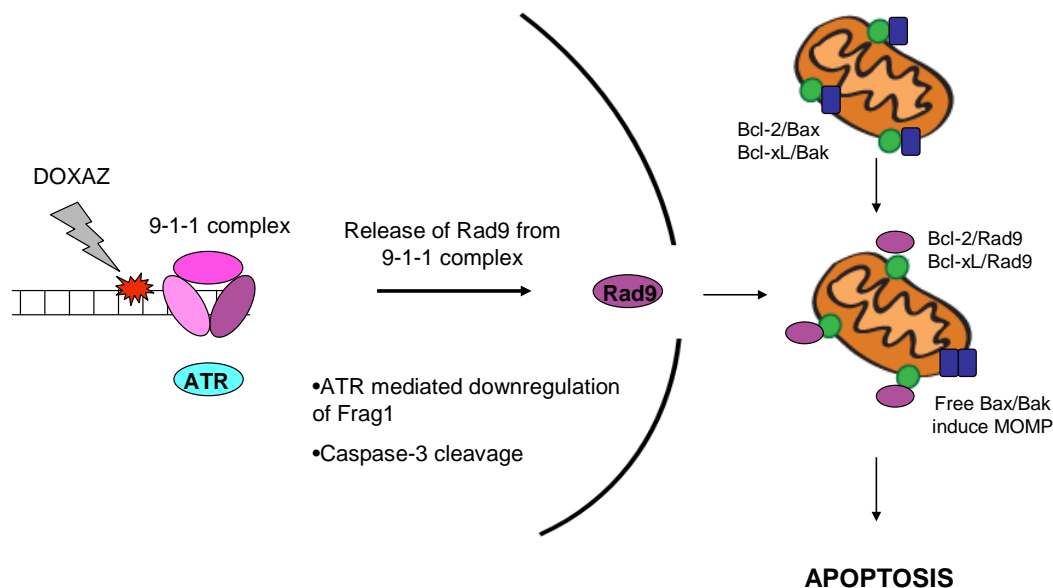 DOXAZ
9-1-1 complex
ATR
Release of Rad9 from
9-1-1 complex
•ATR mediated downregulation
of Frag1
•Caspase-3 cleavage
Rad9
Bcl-2/Bax
Bcl-xL/Bak
Bcl-2/Rad9
Bcl-xL/Rad9
Free Bax/Bak
induce MOMP
APOPTOSIS